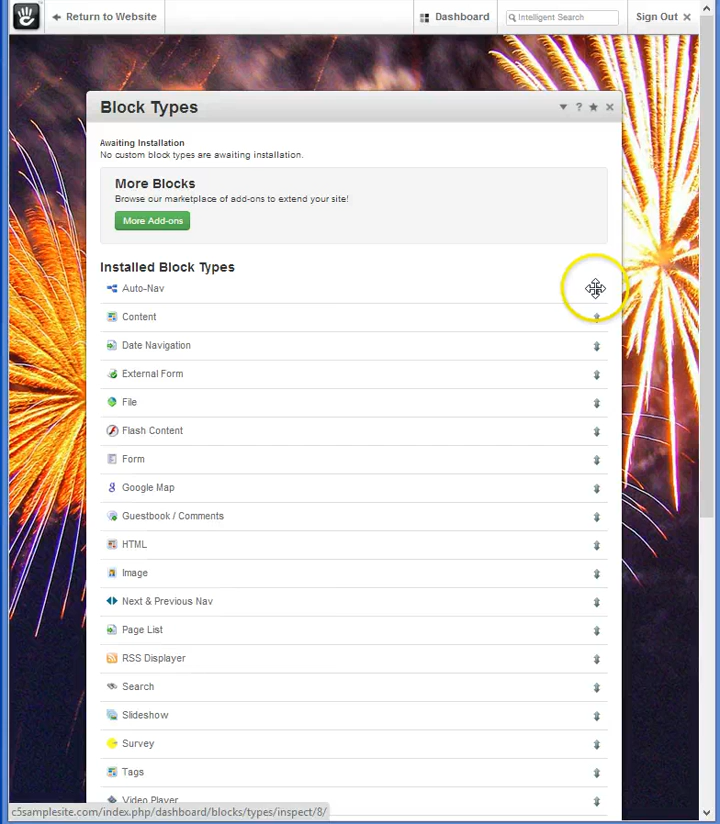 Return to Website
Dashboard
Intelligent Search
Sign Out
Block Types
?
Awaiting Installation
No custom block types are awaiting installation.
More Blocks
Browse our marketplace of add-ons to extend your site!
More Add-ons
Installed Block Types
Auto-Nav
Content
Date Navigation
External Form
File
Flash Content
Form
Google Map
Guestbook / Comments
HTML
Image
Next & Previous Nav
Page List
RSS Displayer
Search
Slideshow
Survey
Tags
Video Player
c5samplesite.com/index.php/dashboard/blocks/types/inspect/8/